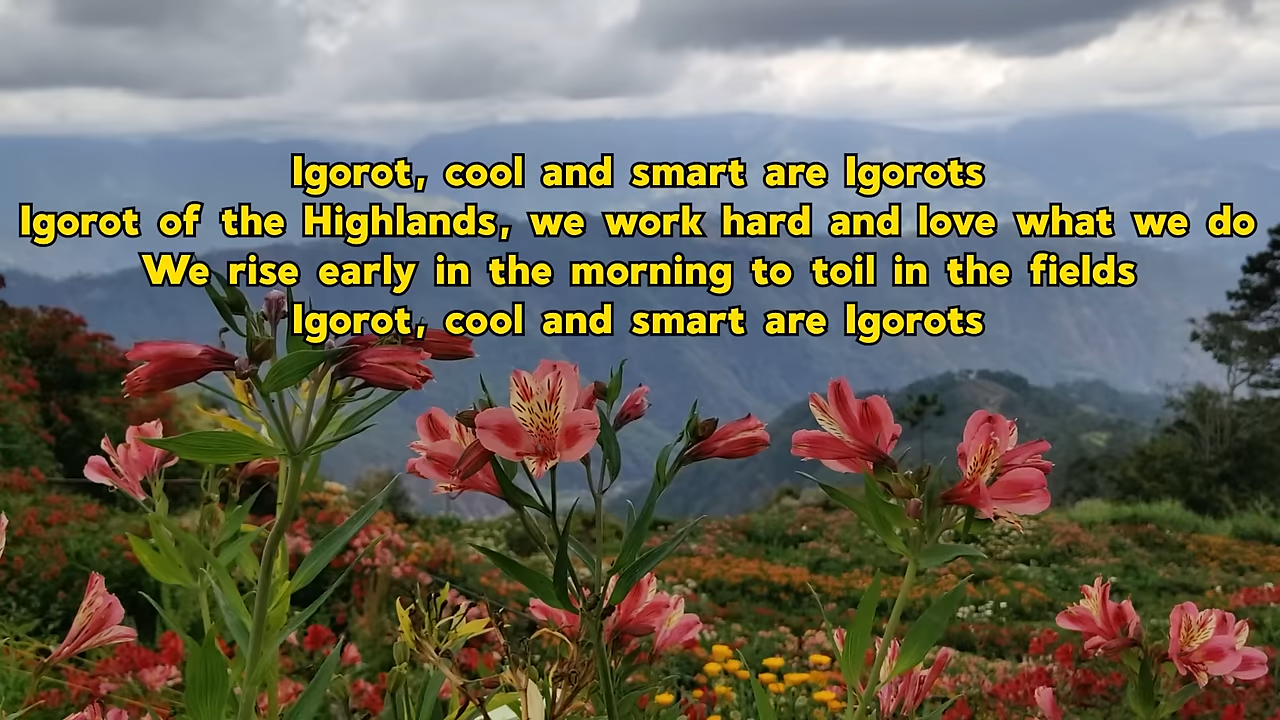 Igorot, cool and smart are Igorots
Igorot of the Highlands, we work hard and love what we do
We rise early in the morning to toil in the fields
Igorot, cool and smart are Igorots